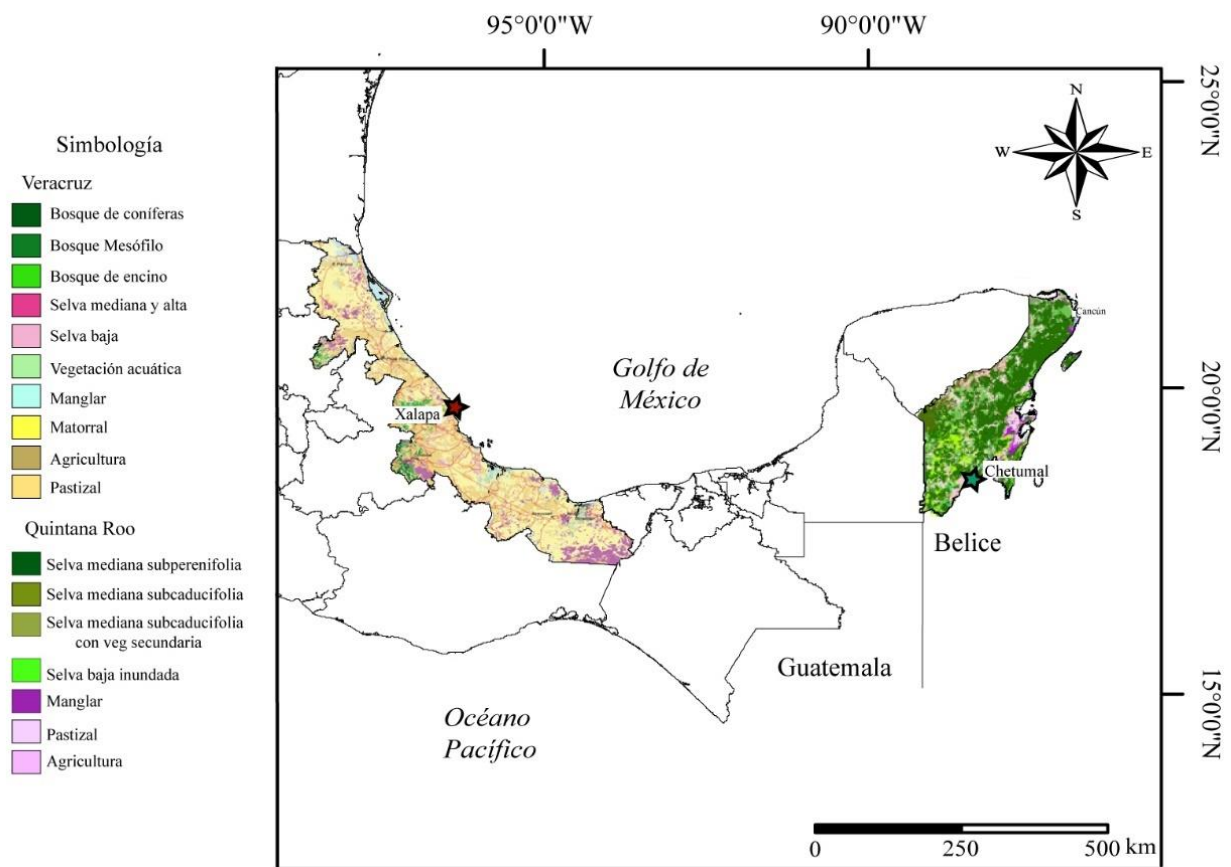 95°0'0"W
90°0'0"W
25°0'0"N
20°0'0"N
15°0'0"N
N
W
E
S
Simbología
Veracruz
Bosque de coníferas
Bosque Mesófilo
Bosque de encino
Selva mediana y alta
Selva baja
Vegetación acuática
Manglar
Matorral
Agricultura
Pastizal
Quintana Roo
Selva mediana subperenifolia
Selva mediana subcaducifolia
Selva mediana subcaducifolia
con veg secundaria
Selva baja inundada
Manglar
Pastizal
Agricultura
Cancún
Golfo de
México
Xalapa
Chetumal
Belice
Guatemala
Océano
Pacífico
0
250
500 km